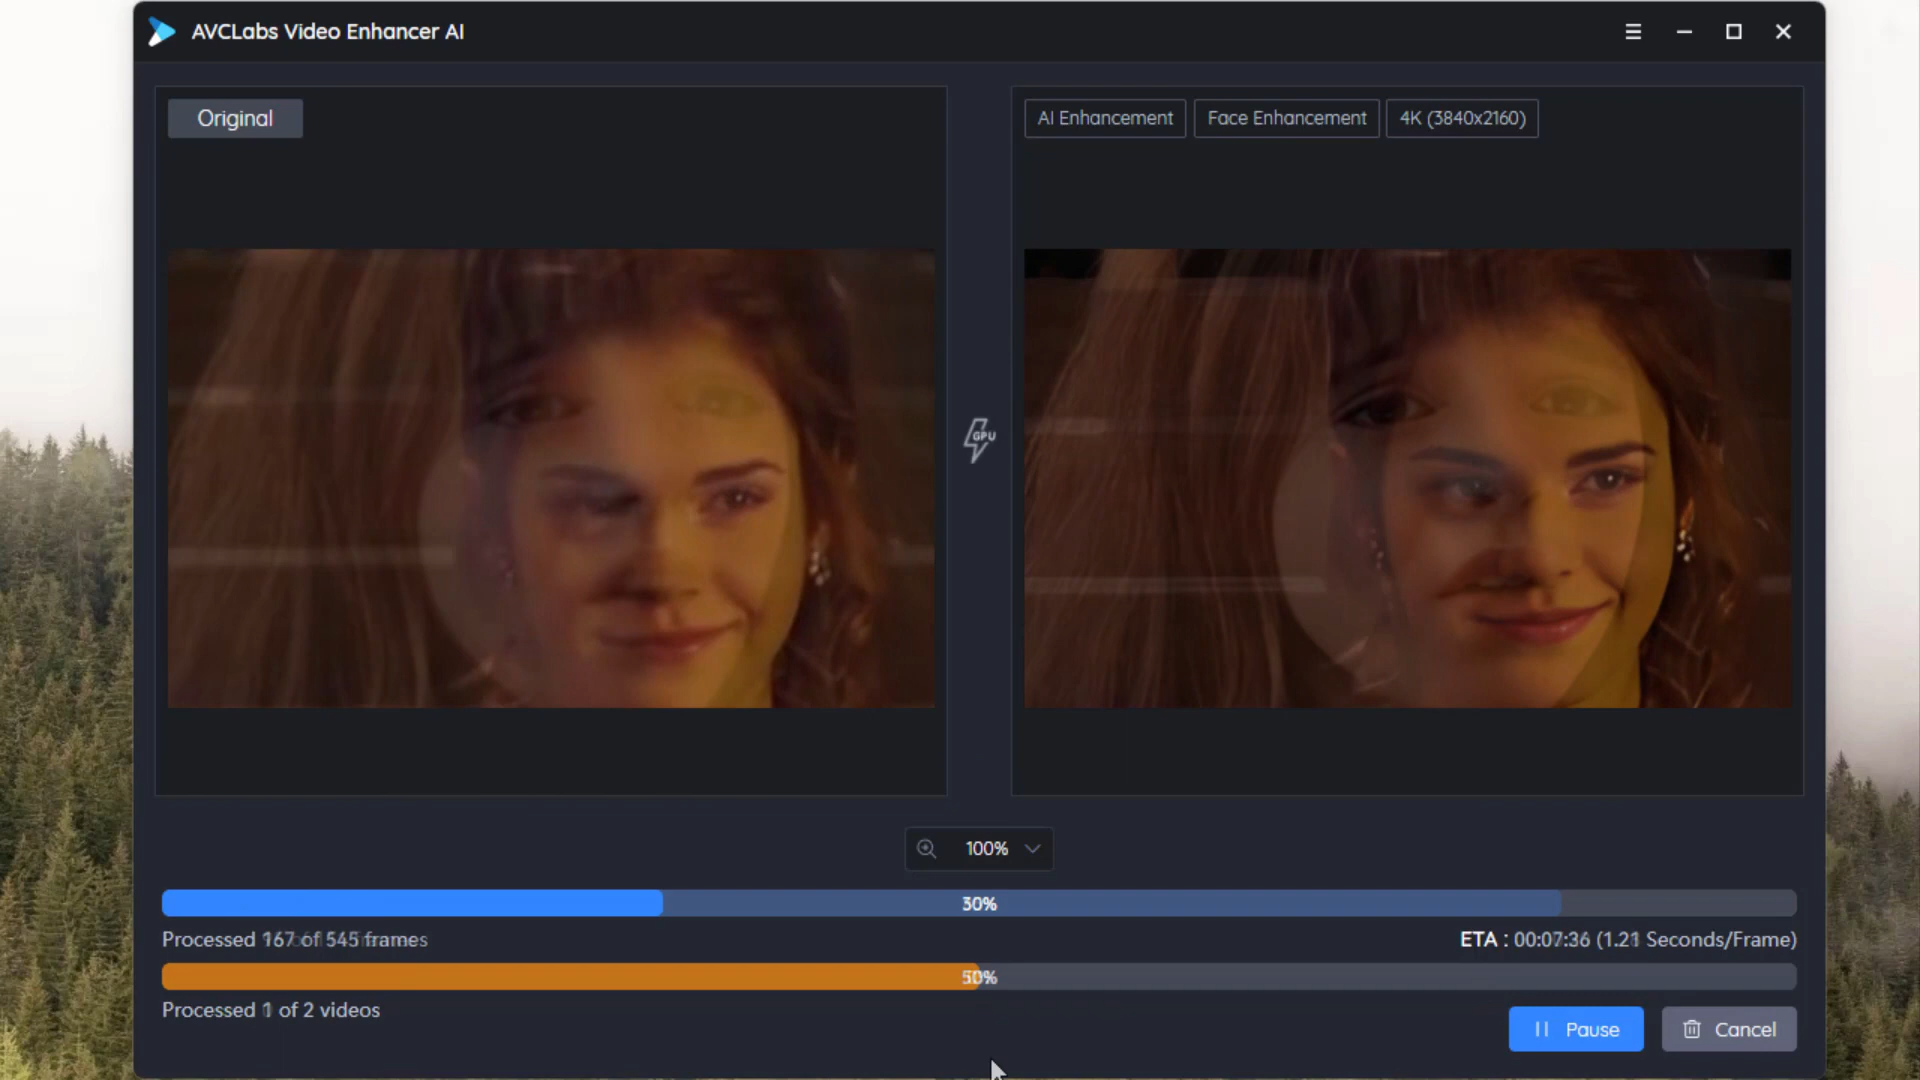 AVCLabs Video Enhancer AI
Original
AI Enhancement
Face Enhancement
4K (3840x2160)
GPU
100%
30%
Processed 167 of 545 frames
ETA : 00:07:36 (1.21 Seconds/Frame)
50%
Processed 1 of 2 videos
Pause
Cancel